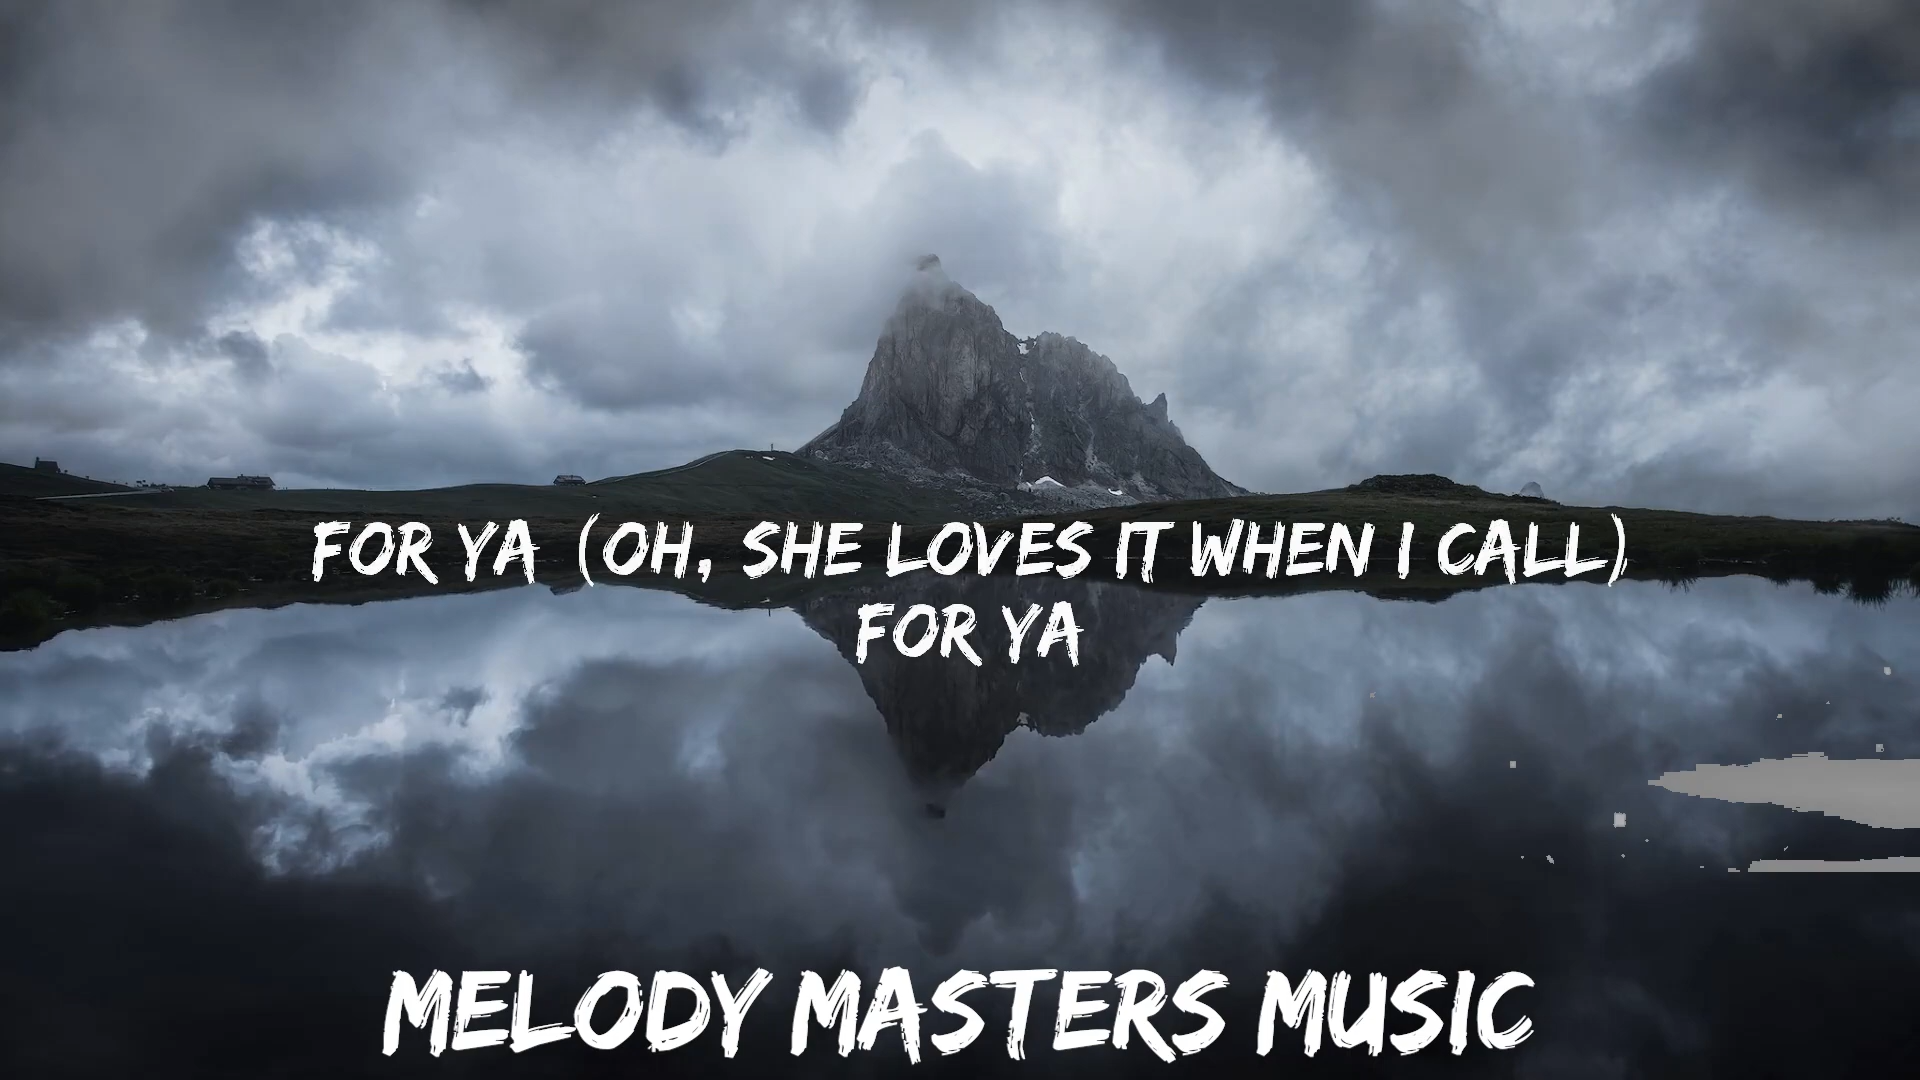 FOR YA (OH, SHE LOVES IT WHEN I CALL)
FOR YA
MELODY MASTERS MUSIC